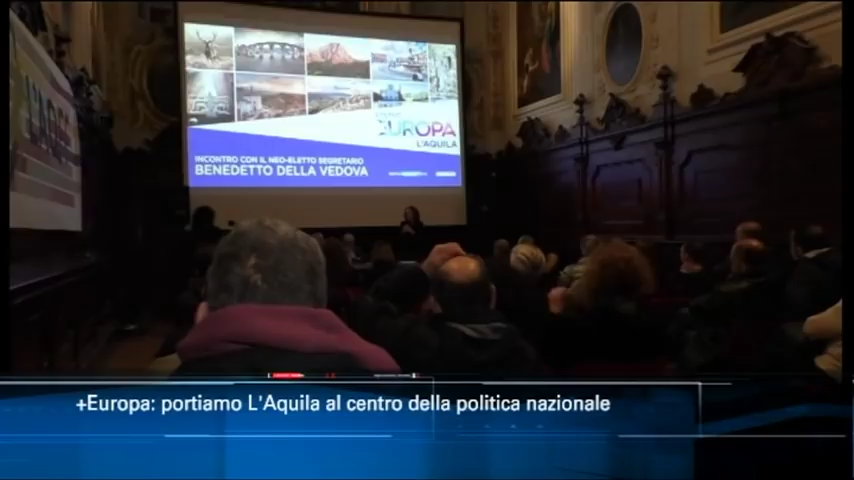 EUROPA
L'AQUILA
INCONTRO CON IL NEO-ELETTO SEGRETARIO
BENEDETTO DELLA VEDOVA
+Europa: portiamo L'Aquila al centro della politica nazionale